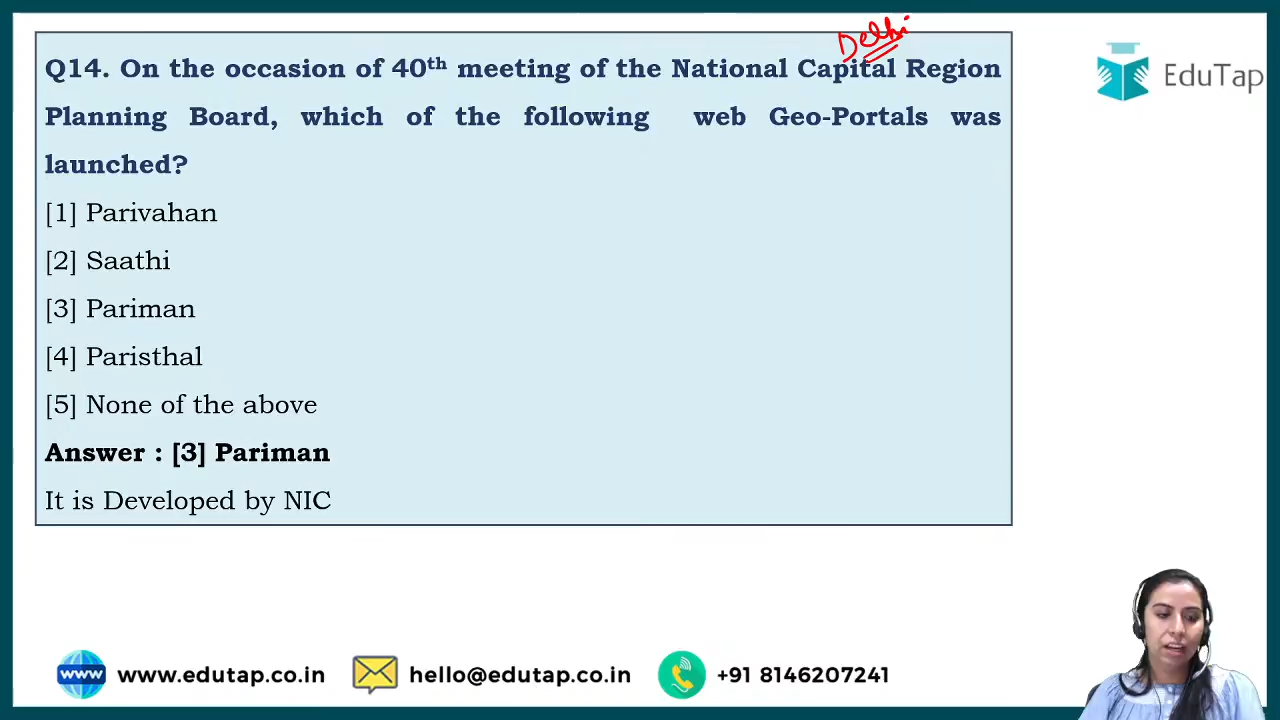 Delhi
Q14. On the occasion of 40th meeting of the National Capital Region
Planning Board, which of the following web Geo-Portals was
launched?
[1] Parivahan
[2] Saathi
[3] Pariman
[4] Paristhal
[5] None of the above
Answer : [3] Pariman
It is Developed by NIC
EduTap
www www.edutap.co.in hello@edutap.co.in +91 8146207241